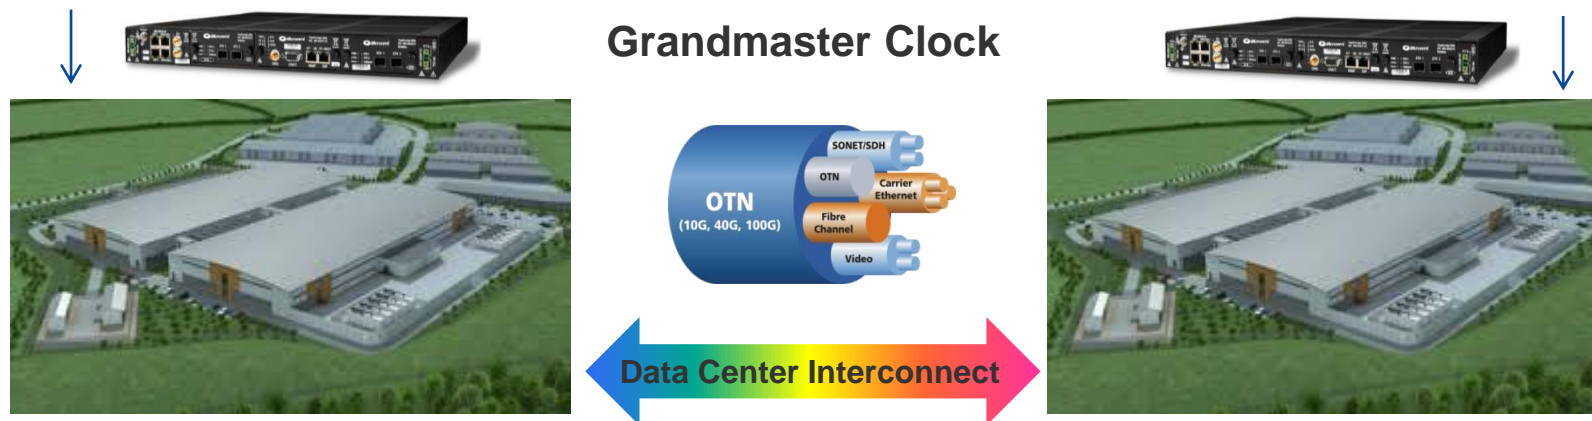 Grandmaster Clock
SONET/SDH
OTN
Carrier
Ethernet
OTN
(10G, 40G, 100G)
Fibre
Channel
Video
Data Center Interconnect